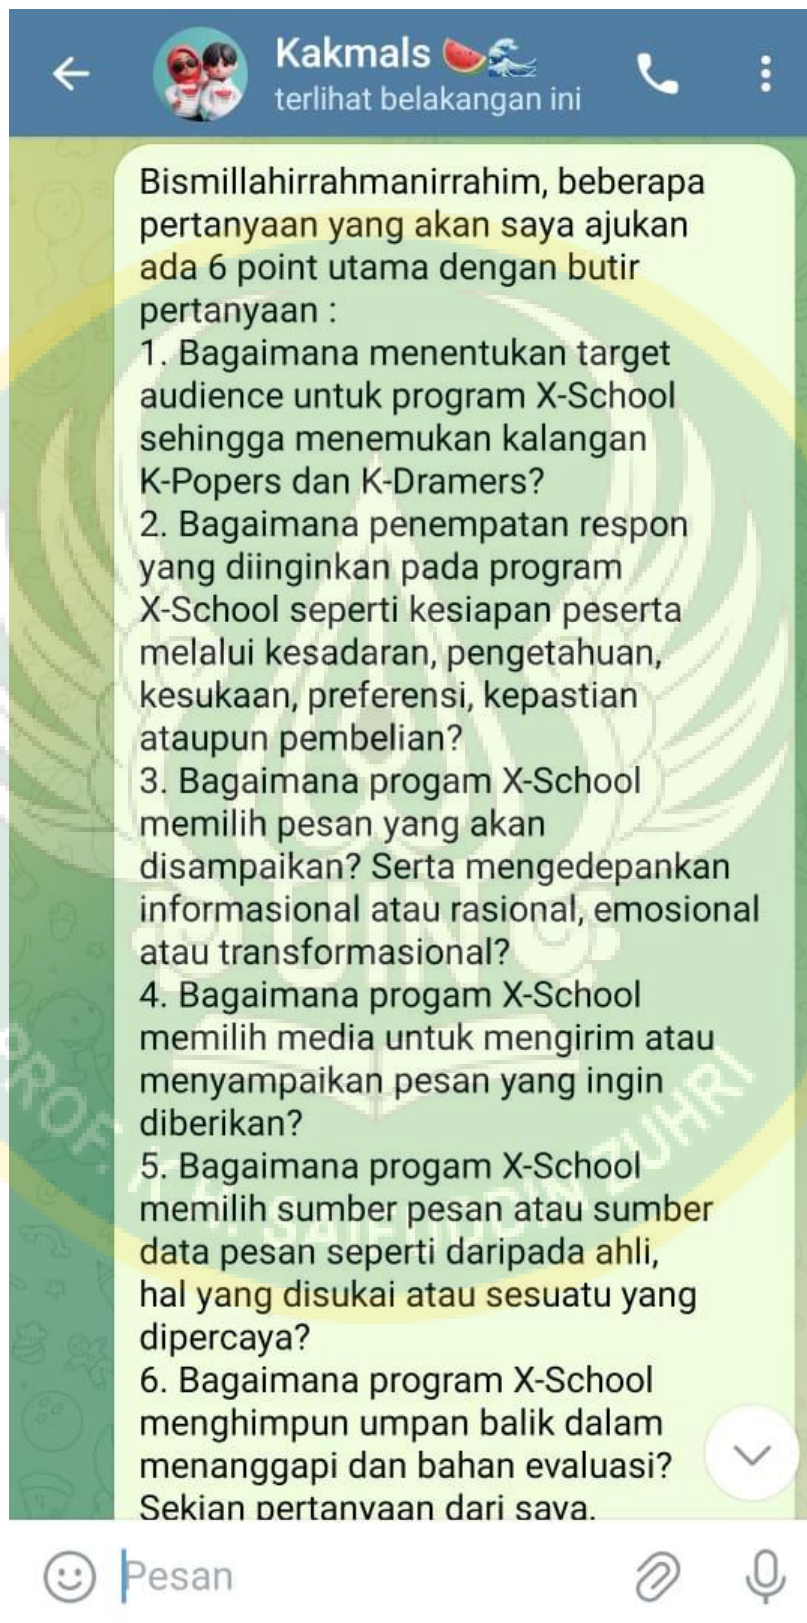 Kakmals
terlihat belakangan ini
Bismillahirrahmanirrahim, beberapa
pertanyaan yang akan saya ajukan
ada 6 point utama dengan butir
pertanyaan :
1. Bagaimana menentukan target
audience untuk program X-School
sehingga menemukan kalangan
K-Popers dan K-Dramers?
2. Bagaimana penempatan respon
yang diinginkan pada program
X-School seperti kesiapan peserta
melalui kesadaran, pengetahuan,
kesukaan, preferensi, kepastian
ataupun pembelian?
3. Bagaimana progam X-School
memilih pesan yang akan
disampaikan? Serta mengedepankan
informasional atau rasional, emosional
atau transformasional?
4. Bagaimana progam X-School
memilih media untuk mengirim atau
menyampaikan pesan yang ingin
diberikan?
5. Bagaimana progam X-School
memilih sumber pesan atau sumber
data pesan seperti daripada ahli,
hal yang disukai atau sesuatu yang
dipercaya?
6. Bagaimana program X-School
menghimpun umpan balik dalam
menanggapi dan bahan evaluasi?
Sekian pertanyaan dari saya.
Pesan
UIN
PROF. K.H. SAIFUDDIN ZUHRI